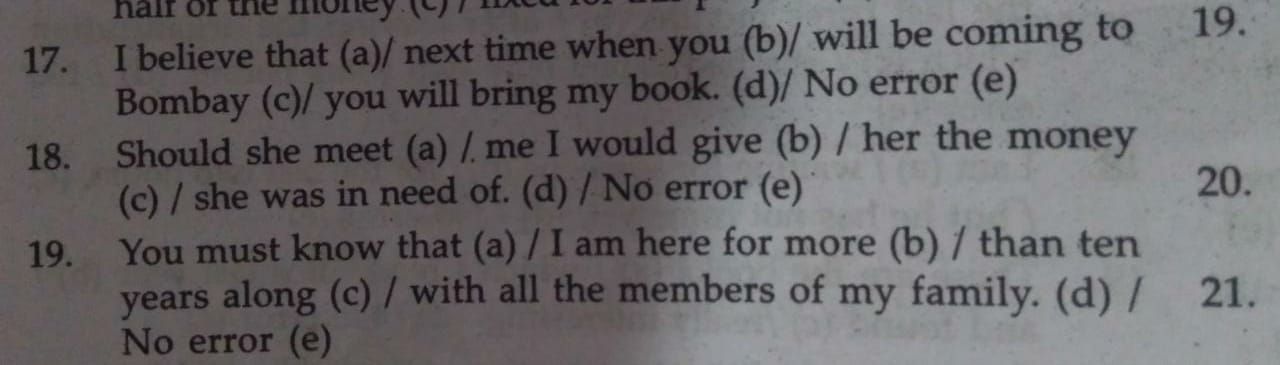 half of the money (c) /
17. I believe that (a)/ next time when you (b)/ will be coming to
Bombay (c)/ you will bring my book. (d)/ No error (e)
18. Should she meet (a) / me I would give (b) / her the money
(c) / she was in need of. (d) / No error (e)
19. You must know that (a) / I am here for more (b) / than ten
years along (c) / with all the members of my family. (d) /
No error (e)
19.
20.
21.